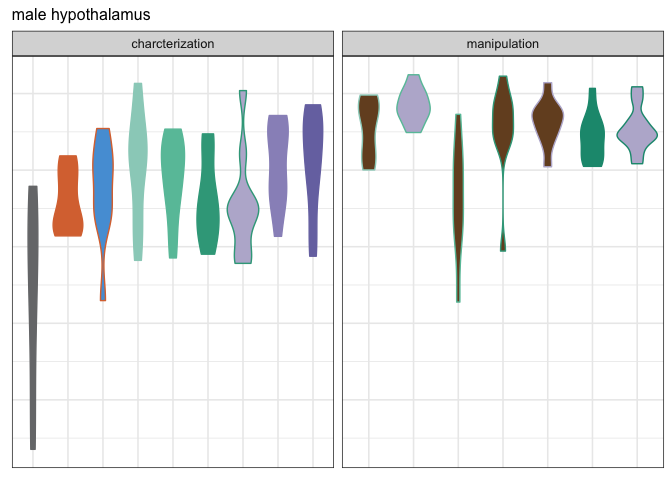 male hypothalamus
charcterization
manipulation